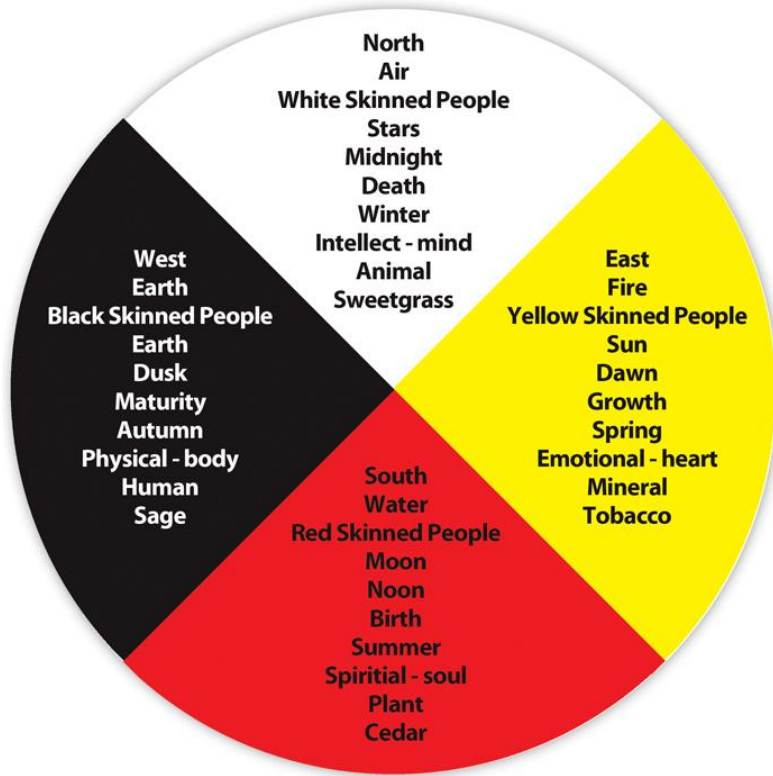 North
Air
White Skinned People
Stars
Midnight
Death
Winter
Intellect - mind
Animal
Sweetgrass
West
Earth
Black Skinned People
Earth
Dusk
Maturity
Autumn
Physical - body
Human
Sage
East
Fire
Yellow Skinned People
Sun
Dawn
Growth
Spring
Emotional - heart
Mineral
Tobacco
South
Water
Red Skinned People
Moon
Noon
Birth
Summer
Spiritial - soul
Plant
Cedar